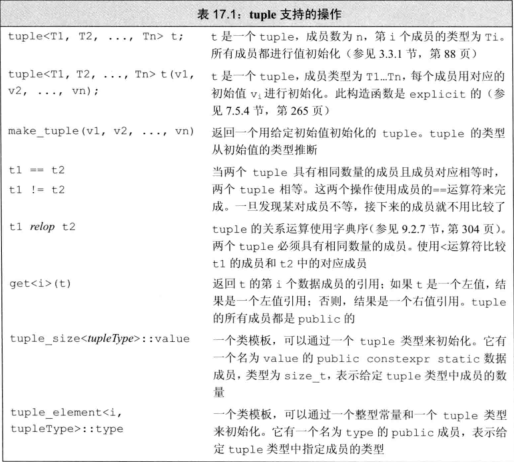 表 17.1：tuple 支持的操作
tuple<T1, T2, ..., Tn> t;
t 是一个 tuple，成员数为 n，第 i 个成员的类型为 Ti。
所有成员都进行值初始化（参见 3.3.1 节，第 88 页）
tuple<T1, T2, ..., Tn> t(v1,
v2, ..., vn);
t 是一个 tuple，成员类型为 T1…Tn，每个成员用对应的
初始值 vi 进行初始化。此构造函数是 explicit 的（参
见 7.5.4 节，第 265 页）
make_tuple(v1, v2, ..., vn)
返回一个用给定初始值初始化的 tuple。tuple 的类型
从初始值的类型推断
t1 == t2
t1 != t2
当两个 tuple 具有相同数量的成员且成员对应相等时，
两个 tuple 相等。这两个操作使用成员的==运算符来完
成。一旦发现某对成员不等，接下来的成员就不用比较了
t1 relop t2
tuple 的关系运算使用字典序（参见 9.2.7 节，第 304 页）。
两个 tuple 必须具有相同数量的成员。使用<运算符比较
t1 的成员和 t2 中的对应成员
get<i>(t)
返回 t 的第 i 个数据成员的引用；如果 t 是一个左值，结
果是一个左值引用；否则，结果是一个右值引用。tuple
的所有成员都是 public 的
tuple_size<tupleType>::value
一个类模板，可以通过一个 tuple 类型来初始化。它有
一个名为 value 的 public constexpr static 数据
成员，类型为 size_t，表示给定 tuple 类型中成员的数
量
tuple_element<i,
tupleType>::type
一个类模板，可以通过一个整型常量和一个 tuple 类型
来初始化。它有一个名为 type 的 public 成员，表示给
定 tuple 类型中指定成员的类型